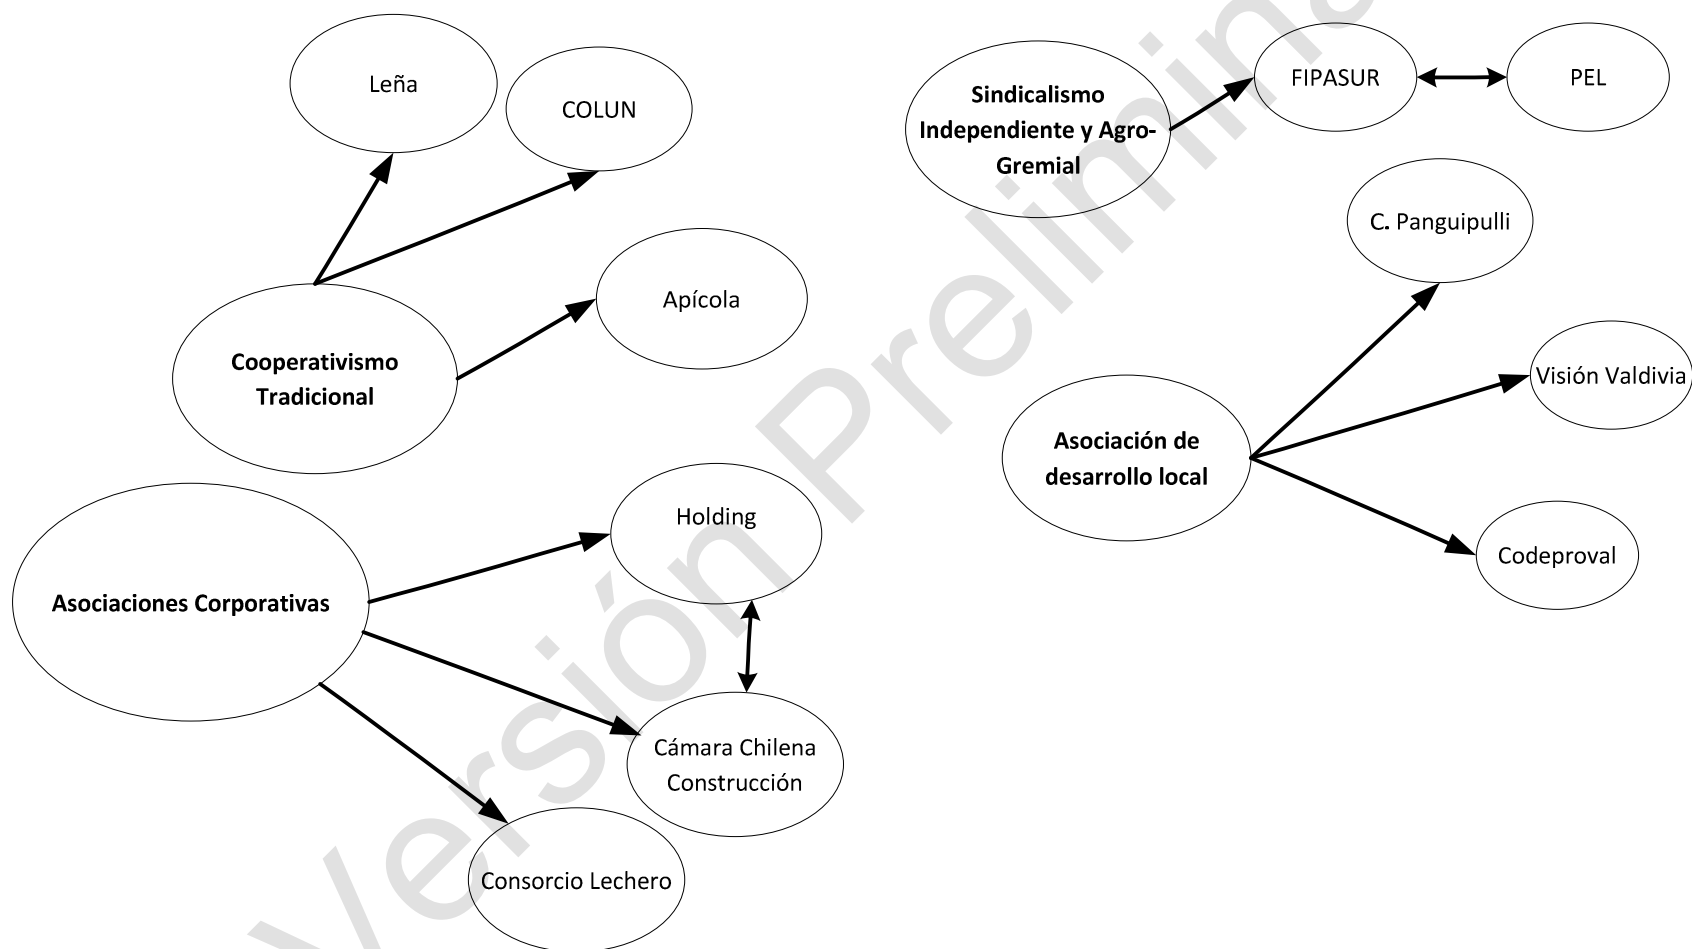 Leña
COLUN
Apícola
Cooperativismo
Tradicional
Asociaciones Corporativas
Holding
Cámara Chilena
Construcción
Consorcio Lechero
Sindicalismo
Independiente y Agro-
Gremial
FIPASUR
PEL
C. Panguipulli
Visión Valdivia
Asociación de
desarrollo local
Codeproval
Versión Preliminar